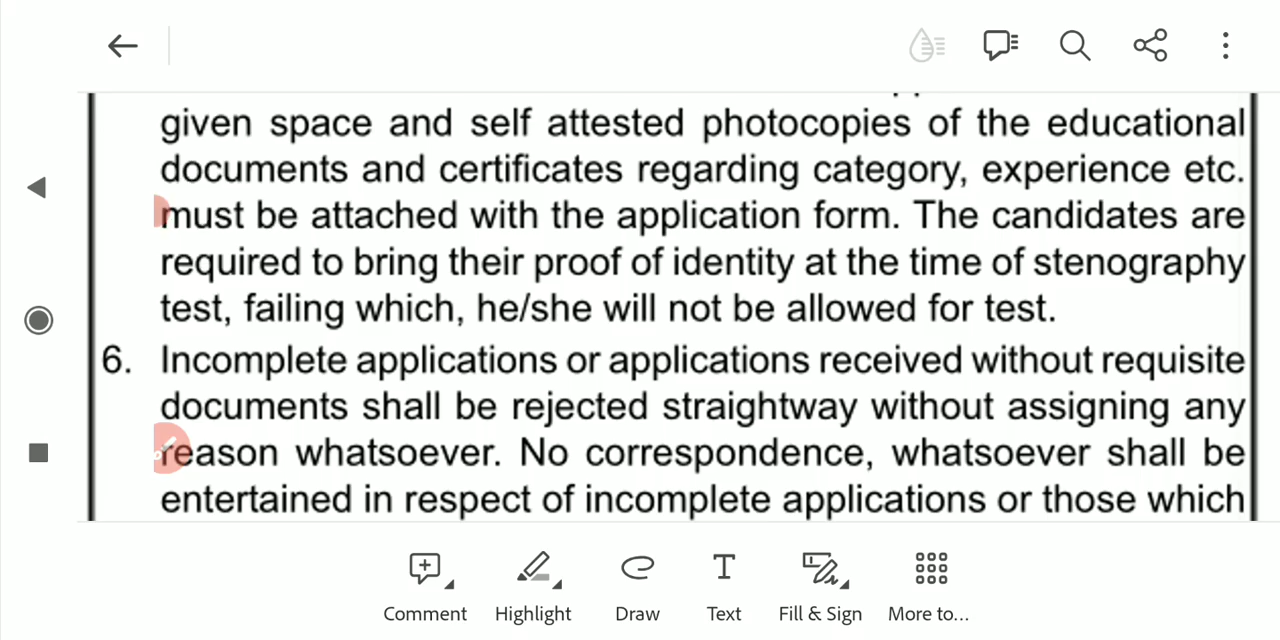 given space and self attested photocopies of the educational
documents and certificates regarding category, experience etc.
must be attached with the application form. The candidates are
required to bring their proof of identity at the time of stenography
test, failing which, he/she will not be allowed for test.
6. Incomplete applications or applications received without requisite
documents shall be rejected straightway without assigning any
reason whatsoever. No correspondence, whatsoever shall be
entertained in respect of incomplete applications or those which
Comment Highlight Draw Text Fill & Sign More to...